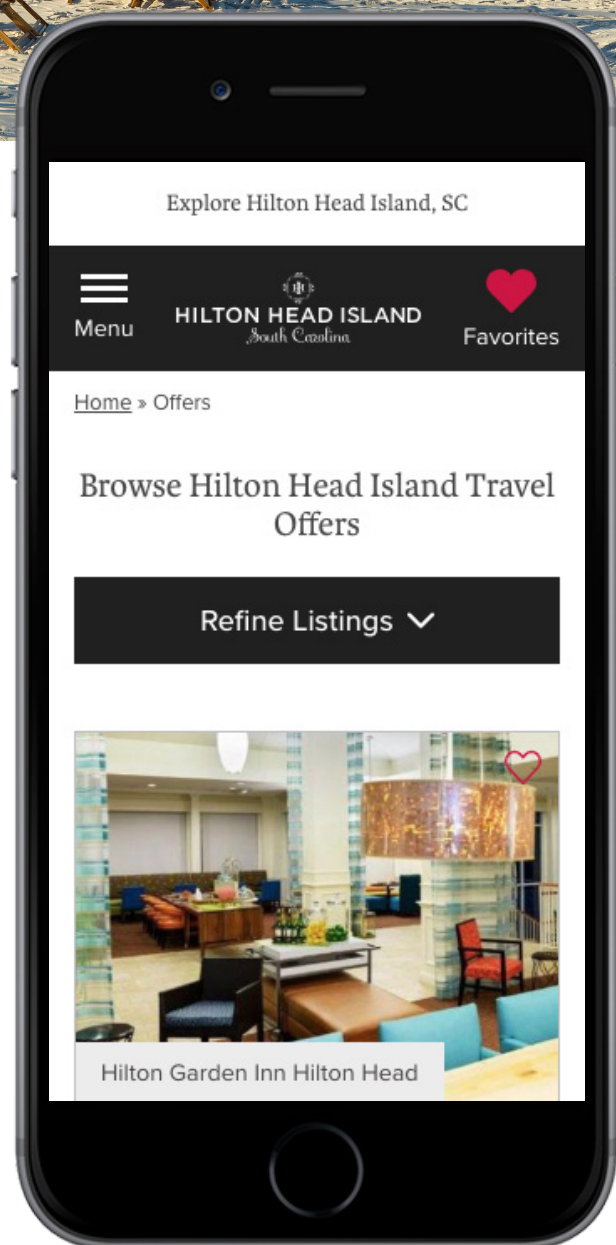 Explore Hilton Head Island, SC
Menu
HILTON HEAD ISLAND
South Carolina
Favorites
Home » Offers
Browse Hilton Head Island Travel
Offers
Refine Listings
Hilton Garden Inn Hilton Head